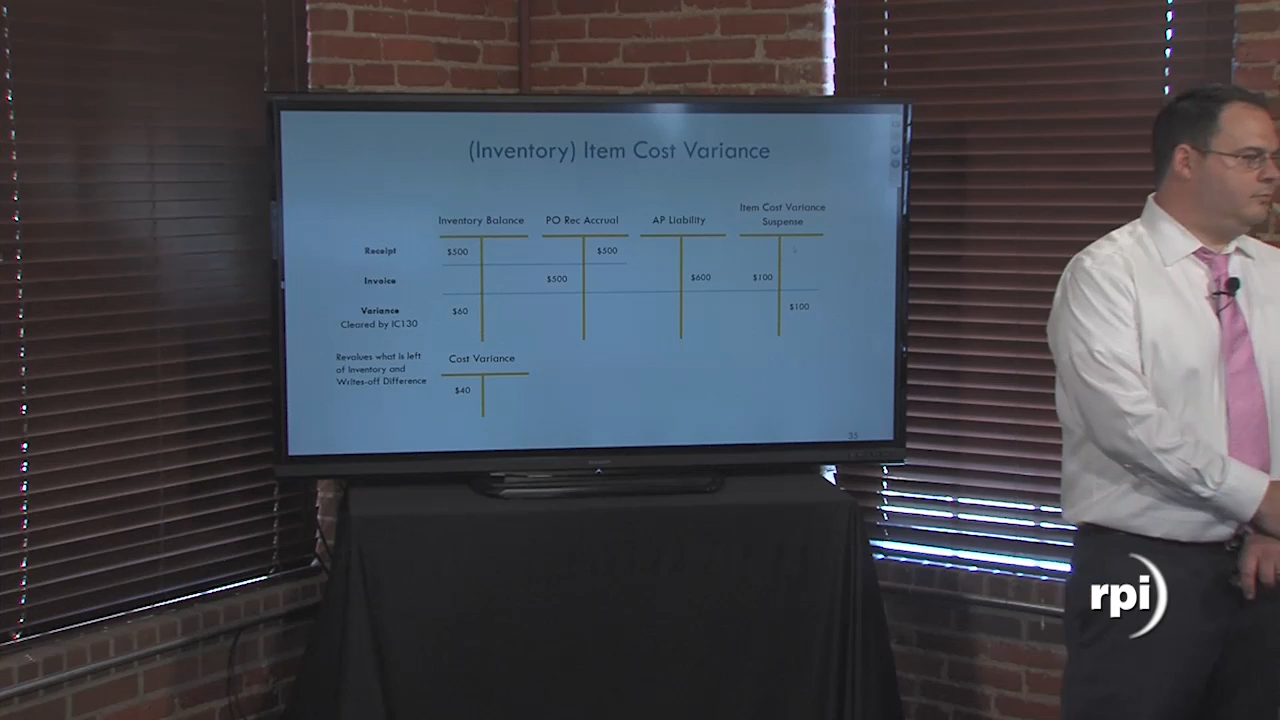 (Inventory) Item Cost Variance
Inventory Balance PO Rec Accrual AP Liability Item Cost Variance
Suspense
Receipt $500 $500
Invoice $500 $600 $100
Variance $60 $100
Cleared by IC130
Revalues what is left
of Inventory and
Writes-off Difference
Cost Variance
$40
35
rpi